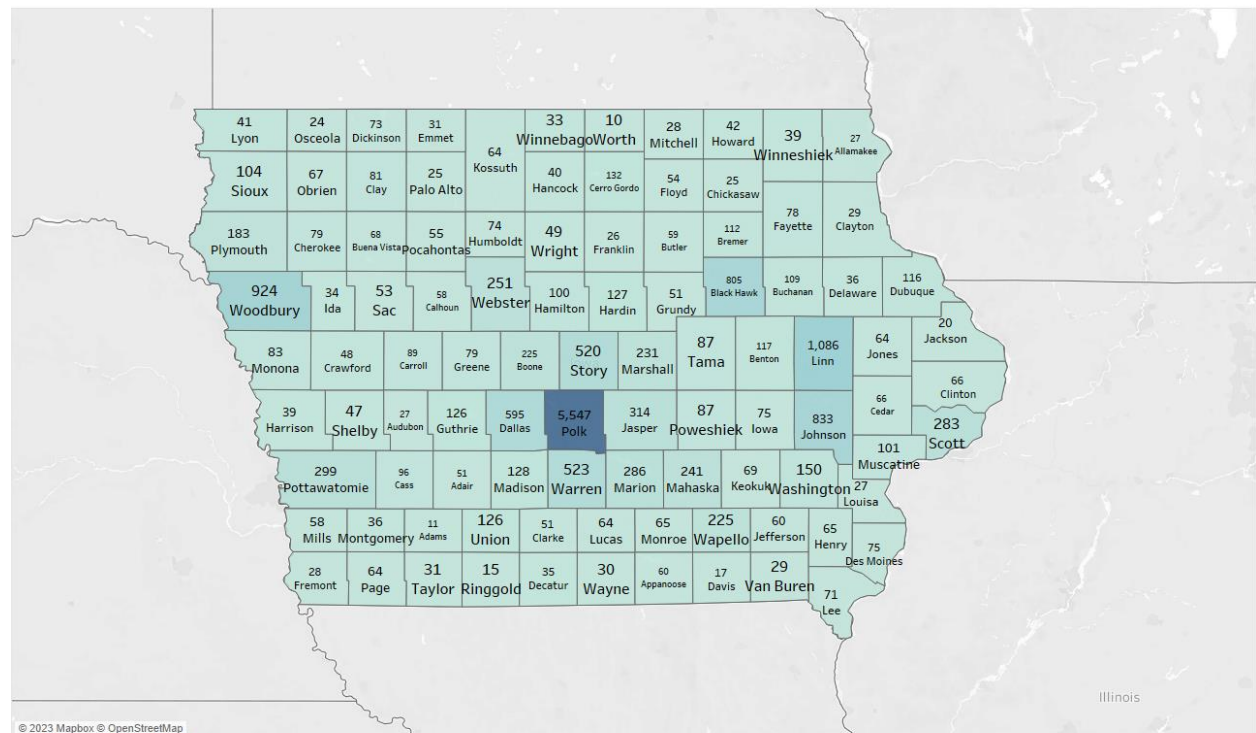 41
Lyon
24
Osceola
73
Dickinson
31
Emmet
64
Kossuth
33
Winnebago
10
Worth
28
Mitchell
42
Howard
39
Winneshiek
27
Allamakee
104
Sioux
67
Obrien
81
Clay
25
Palo Alto
40
Hancock
132
Cerro Gordo
54
Floyd
25
Chickasaw
78
Fayette
29
Clayton
183
Plymouth
79
Cherokee
68
Buena Vista
55
Pocahontas
74
Humboldt
49
Wright
26
Franklin
59
Butler
112
Bremer
924
Woodbury
34
Ida
53
Sac
58
Calhoun
251
Webster
100
Hamilton
127
Hardin
51
Grundy
805
Black Hawk
109
Buchanan
36
Delaware
116
Dubuque
83
Monona
48
Crawford
89
Carroll
79
Greene
225
Boone
520
Story
231
Marshall
87
Tama
117
Benton
1,086
Linn
64
Jones
20
Jackson
66
Clinton
39
Harrison
47
Shelby
27
Audubon
126
Guthrie
595
Dallas
5,547
Polk
314
Jasper
87
Poweshiek
75
Iowa
833
Johnson
66
Cedar
283
Scott
101
Muscatine
299
Pottawatomie
96
Cass
51
Adair
128
Madison
523
Warren
286
Marion
241
Mahaska
69
Keokuk
150
Washington
27
Louisa
58
Mills
36
Montgomery
11
Adams
126
Union
51
Clarke
64
Lucas
65
Monroe
225
Wapello
60
Jefferson
65
Henry
75
Des Moines
28
Fremont
64
Page
31
Taylor
15
Ringgold
35
Decatur
30
Wayne
60
Appanoose
17
Davis
29
Van Buren
71
Lee
Illinois
© 2023 Mapbox © OpenStreetMap